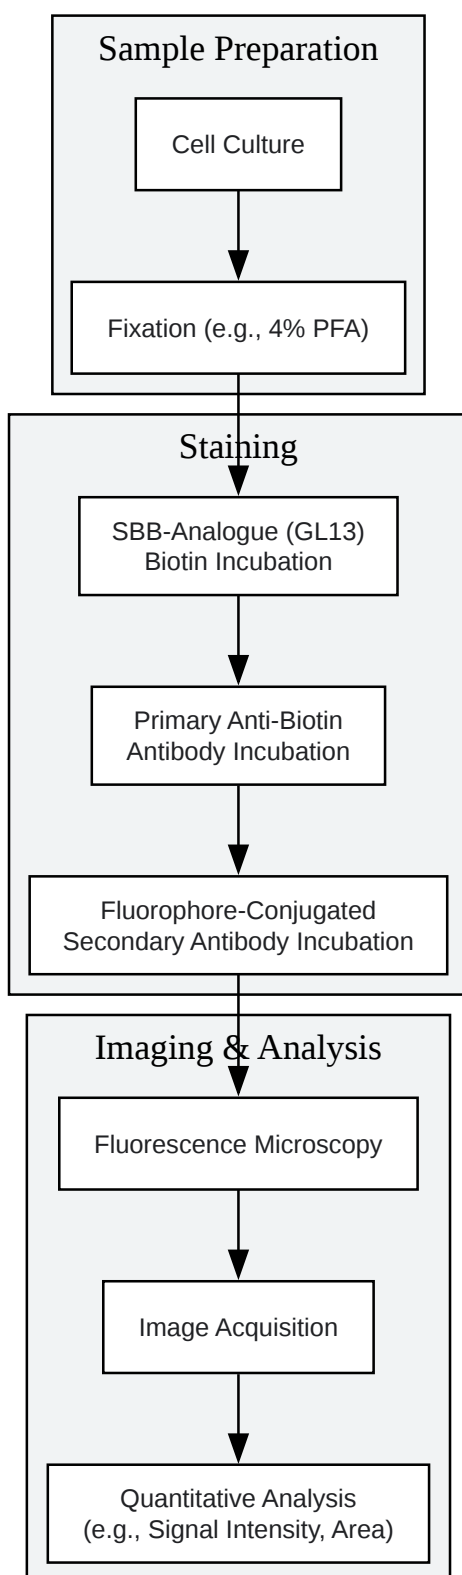 Sample Preparation
Cell Culture
Fixation (e.g., 4% PFA)
Staining
SBB-Analogue (GL13)
Biotin Incubation
Primary Anti-Biotin
Antibody Incubation
Fluorophore-Conjugated
Secondary Antibody Incubation
Imaging & Analysis
Fluorescence Microscopy
Image Acquisition
Quantitative Analysis
(e.g., Signal Intensity, Area)